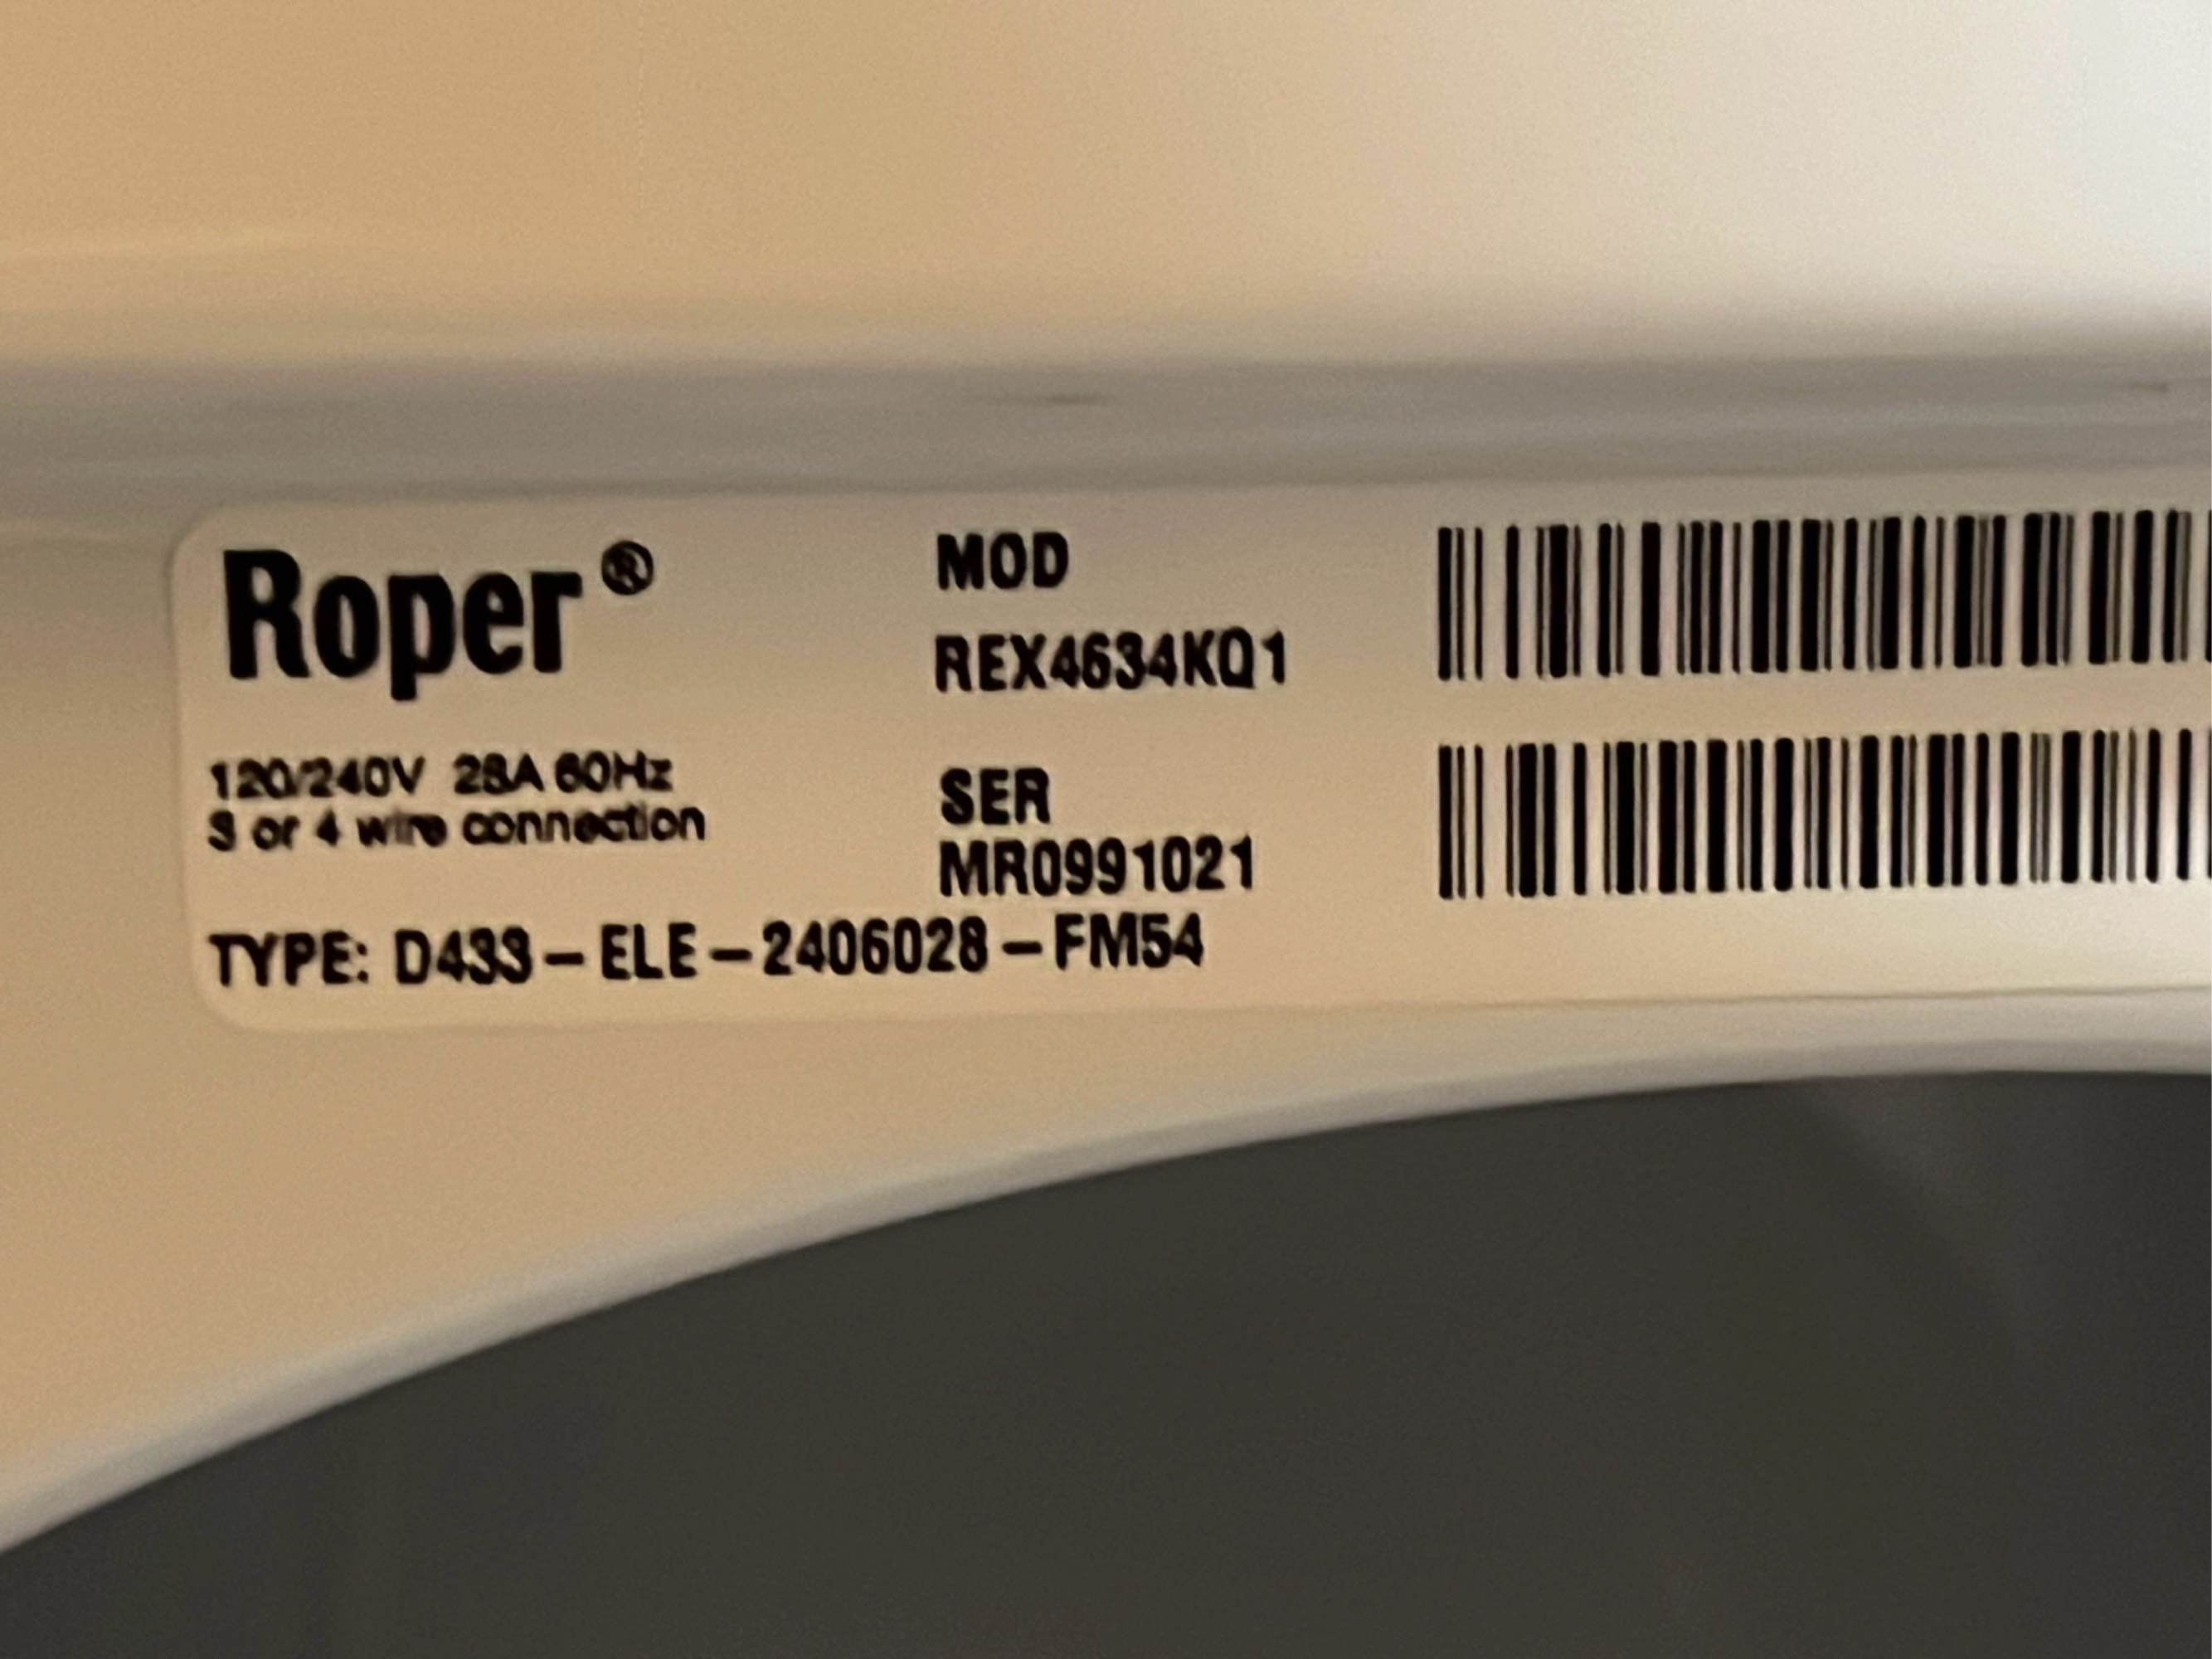 Roper®
MOD
REX4634KQ1
120/240V 28A 60Hz
3 or 4 wire connection
SER
MR0991021
TYPE: D433-ELE-2406028-FM54